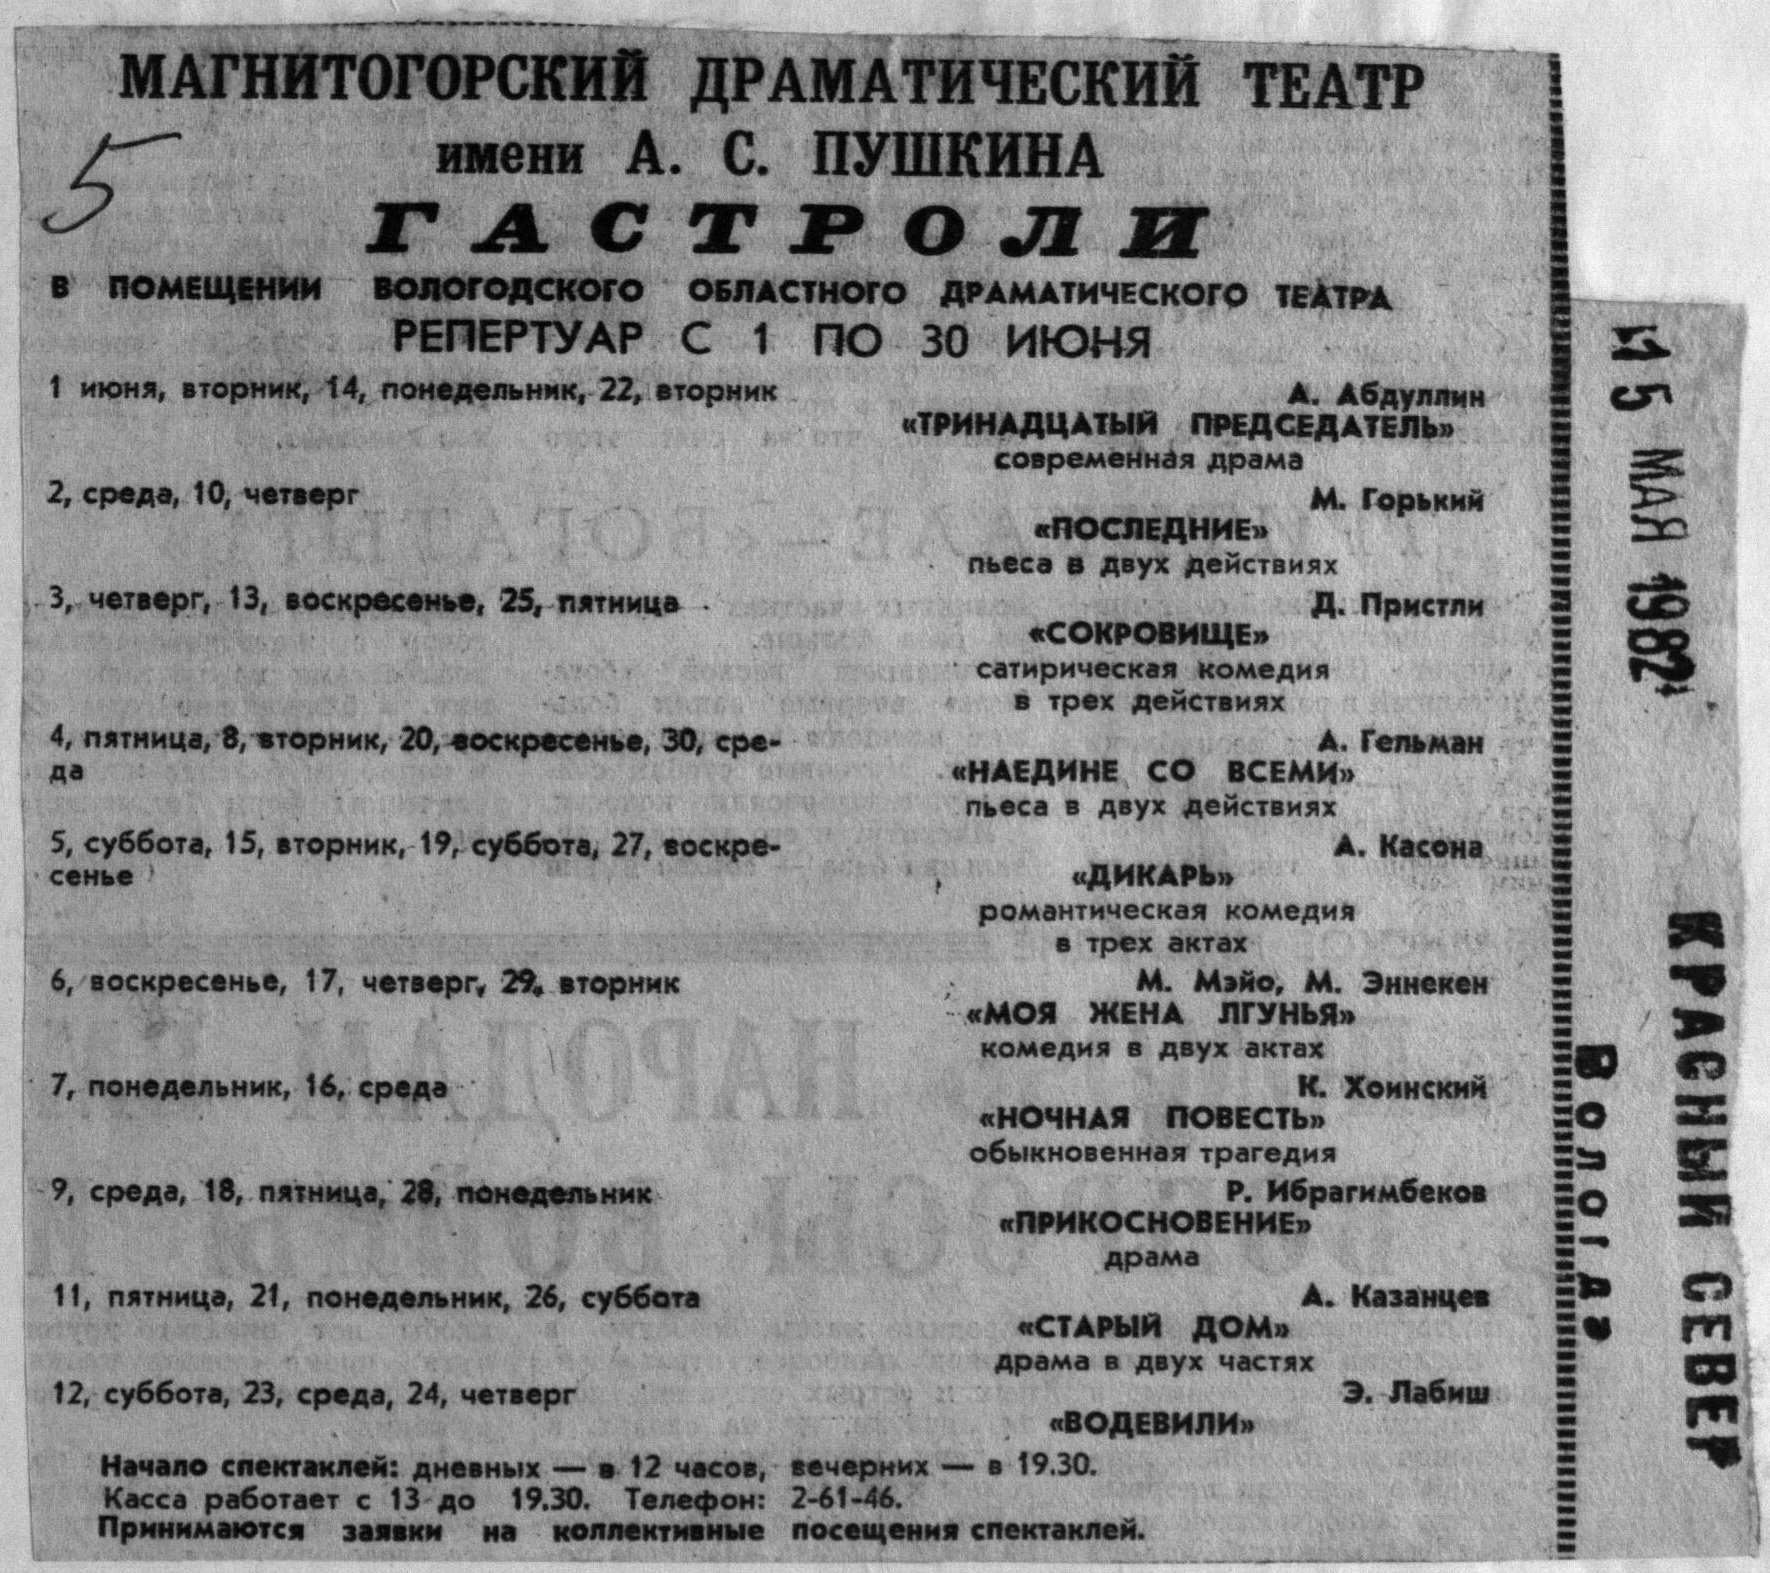 МАГНИТОГОРСКИЙ ДРАМАТИЧЕСКИЙ ТЕАТР
имени А. С. ПУШКИНА
5
ГАСТРОЛИ
В ПОМЕЩЕНИИ ВОЛОГОДСКОГО ОБЛАСТНОГО ДРАМАТИЧЕСКОГО ТЕАТРА
РЕПЕРТУАР С 1 ПО 30 ИЮНЯ
1 июня, вторник, 14, понедельник, 22, вторник
А. Абдуллин
«ТРИНАДЦАТЫЙ ПРЕДСЕДАТЕЛЬ»
современная драма
2, среда, 10, четверг
М. Горький
«ПОСЛЕДНИЕ»
пьеса в двух действиях
3, четверг, 13, воскресенье, 25, пятница
Д. Пристли
«СОКРОВИЩЕ»
сатирическая комедия
в трех действиях
4, пятница, 8, вторник, 20, воскресенье, 30, сре-
да
А. Гельман
«НАЕДИНЕ СО ВСЕМИ»
пьеса в двух действиях
5, суббота, 15, вторник, 19, суббота, 27, воскре-
сенье
А. Касона
«ДИКАРЬ»
романтическая комедия
в трех актах
6, воскресенье, 17, четверг, 29, вторник
М. Мэйо, М. Эннекен
«МОЯ ЖЕНА ЛГУНЬЯ»
комедия в двух актах
7, понедельник, 16, среда
К. Хоинский
«НОЧНАЯ ПОВЕСТЬ»
обыкновенная трагедия
9, среда, 18, пятница, 28, понедельник
Р. Ибрагимбеков
«ПРИКОСНОВЕНИЕ»
драма
11, пятница, 21, понедельник, 26, суббота
А. Казанцев
«СТАРЫЙ ДОМ»
драма в двух частях
12, суббота, 23, среда, 24, четверг
Э. Лабиш
«ВОДЕВИЛИ»
Начало спектаклей: дневных — в 12 часов, вечерних — в 19.30.
Касса работает с 13 до 19.30. Телефон: 2-61-46.
Принимаются заявки на коллективные посещения спектаклей.
МАЯ 1982
КРАСНЫЙ СЕВЕР
Вологда